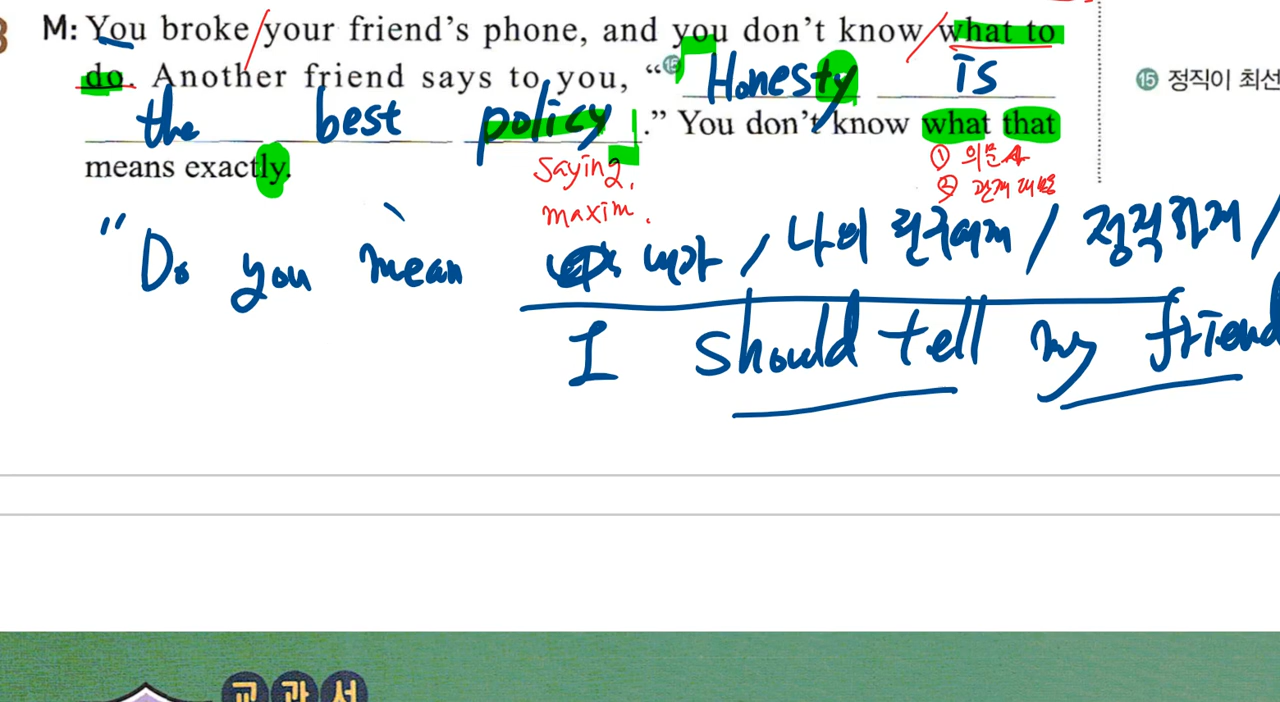 M: You broke your friend's phone, and you don't know what to
do. Another friend says to you, "⑮ Honesty is
⑮ 정직이 최선
the best policy." You don't know what that
means exactly.
① 의문사
② 관계대명
saying,
maxim.
"Do you mean 내가 / 나의 친구에게 / 정직하게 /
I should tell my friend
교과서